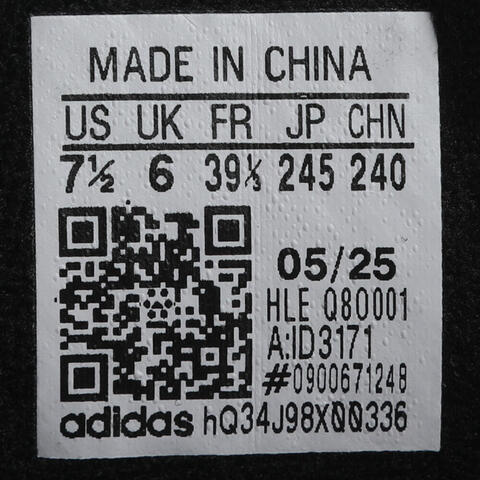 MADE IN CHINA
US UK FR JP CHN
7½ 6 39⅓ 245 240
05/25
HLE Q80001
A:ID3171
#0900671248
adidas hQ34J98X00336